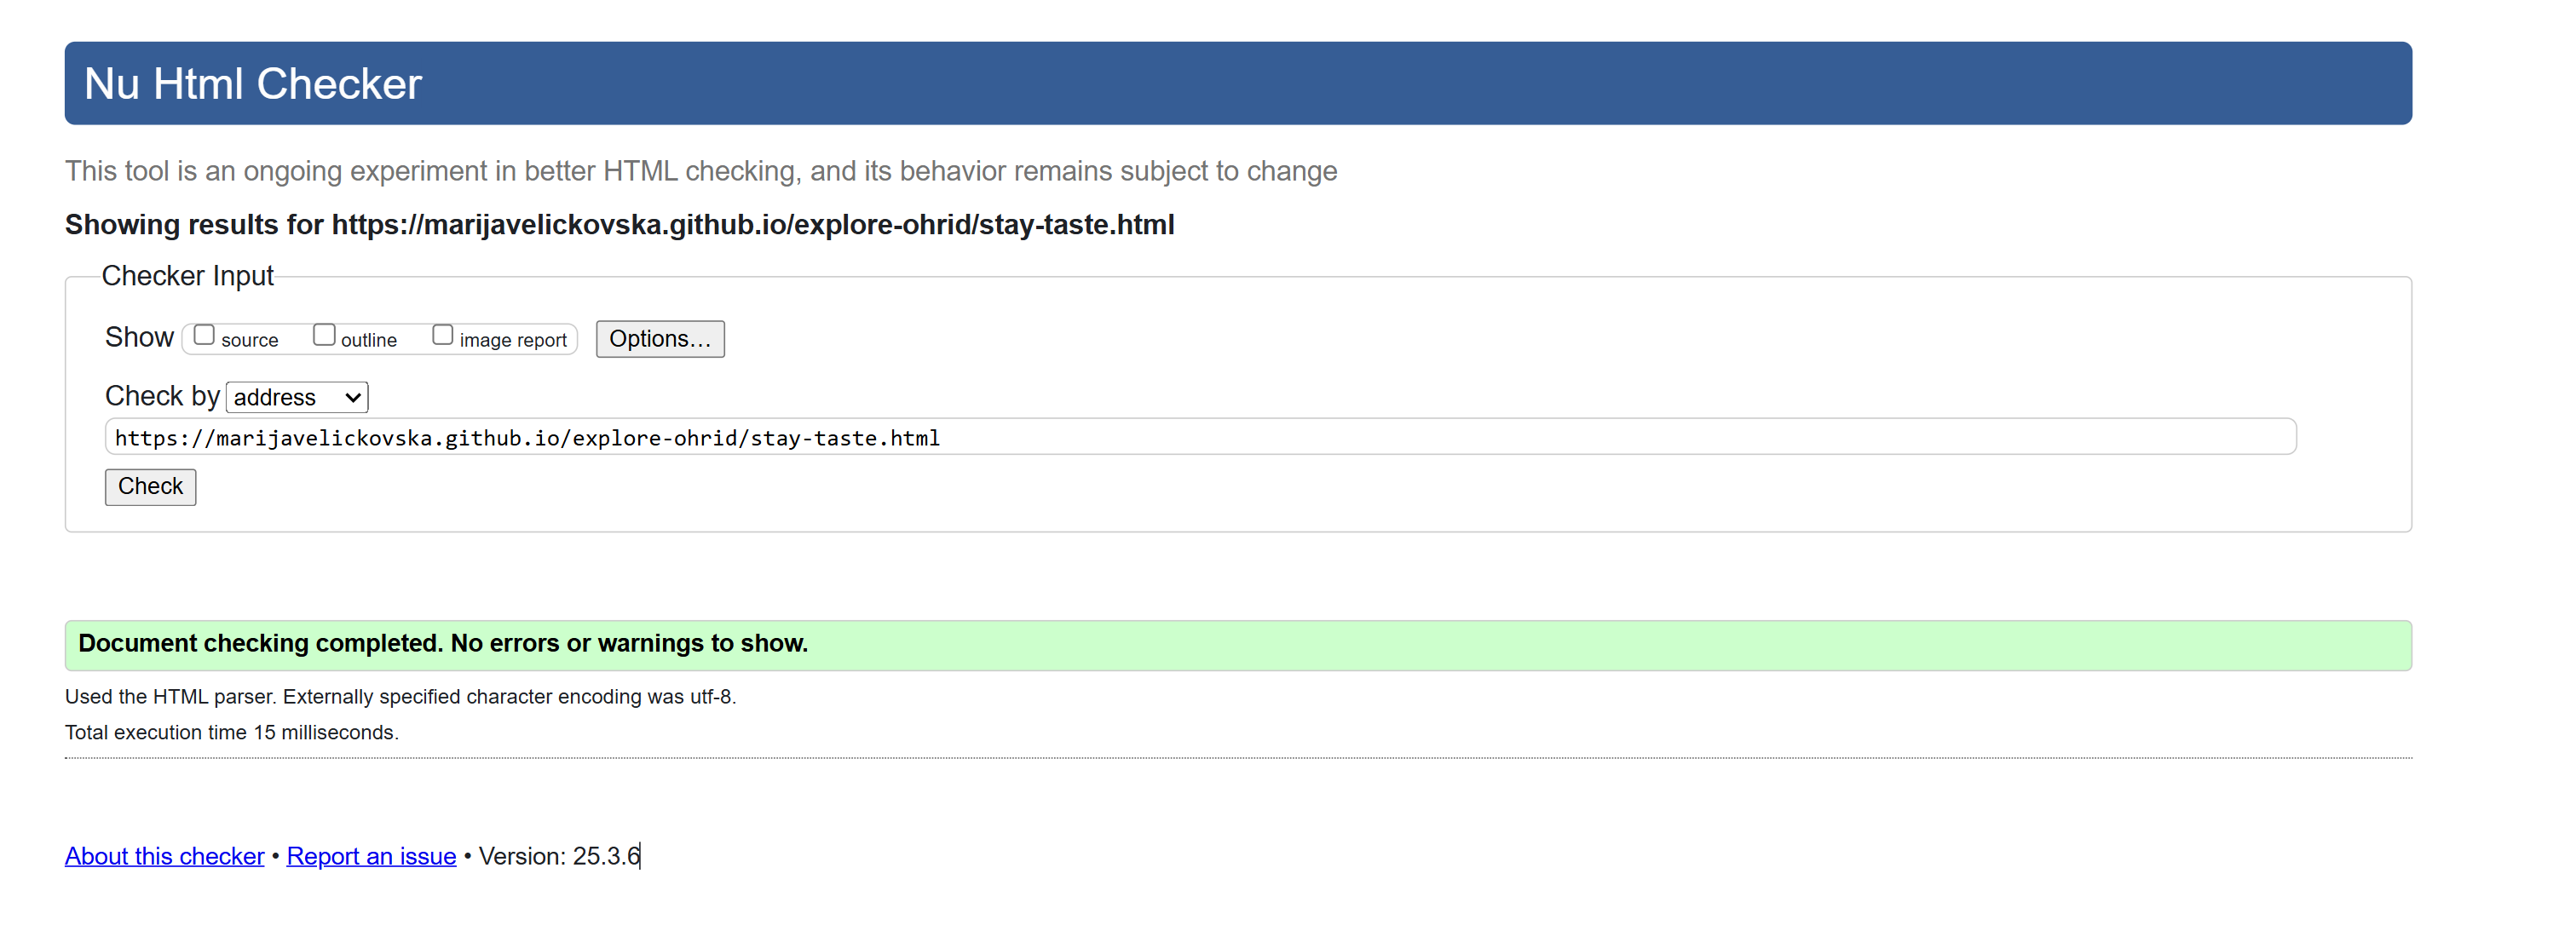 Nu Html Checker
This tool is an ongoing experiment in better HTML checking, and its behavior remains subject to change
Showing results for https://marijavelickovska.github.io/explore-ohrid/stay-taste.html
Checker Input
Show source outline image report Options…
Check by address
https://marijavelickovska.github.io/explore-ohrid/stay-taste.html
Check
Document checking completed. No errors or warnings to show.
Used the HTML parser. Externally specified character encoding was utf-8.
Total execution time 15 milliseconds.
About this checker • Report an issue • Version: 25.3.6